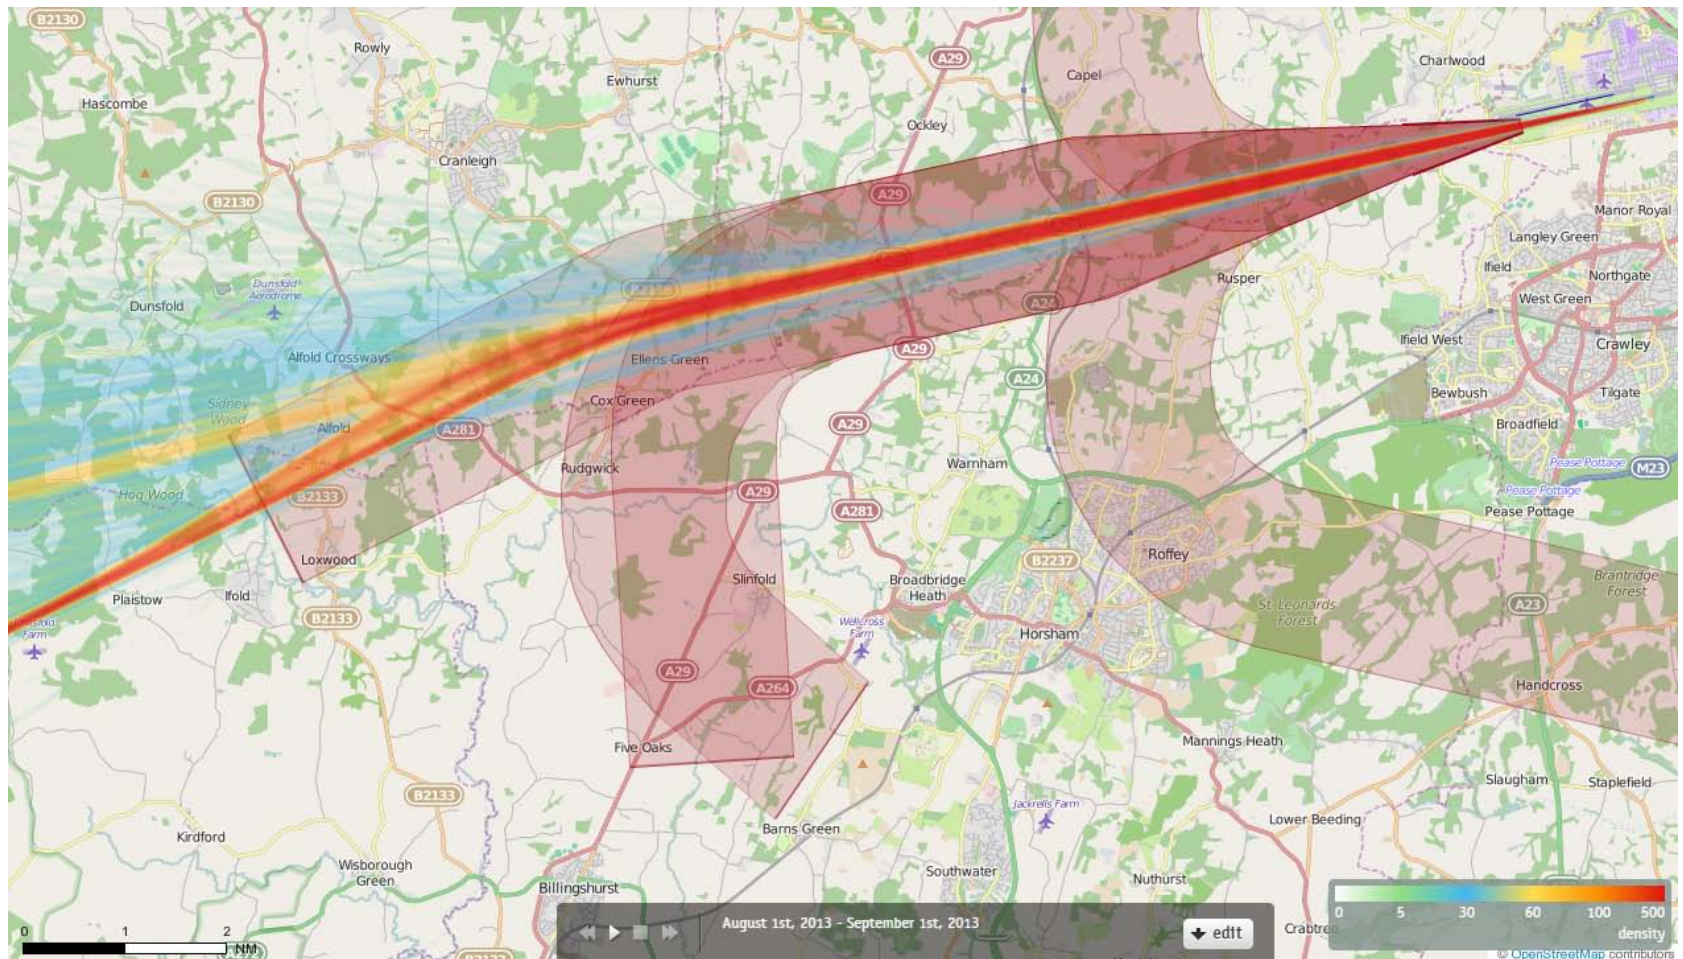 B2130
Rowly
A29
Charlwood
Capel
Ewhurst
Hascombe
Ockley
Cranleigh
A29
B2130
Manor Royal
Langley Green
Ifield
Northgate
Rusper
Dunsfold
Aerodrome
Dunsfold
A24
West Green
Ifield West
Crawley
A29
Alfold Crossways
Ellens Green
A24
Bewbush
Tilgate
Sidney
Wood
Cox Green
Broadfield
A29
Alfold
A281
Warnham
Pease Pottage
M23
Rudgwick
Hog Wood
B2133
A29
Pease Pottage
A281
Pease Pottage
Loxwood
B2237
Roffey
Slinfold
Broadbridge
Heath
Brantridge
Forest
Plaistow
Ifold
St. Leonards
Forest
A23
B2133
Wellcross
Farm
Horsham
Farm
A29
A264
Handcross
Five Oaks
Mannings Heath
Slaugham
Staplefield
B2133
Jackrells Farm
Barns Green
Lower Beeding
Kirdford
Wisborough
Green
Southwater
Nuthurst
Billingshurst
August 1st, 2013 - September 1st, 2013
edit
0 5 30 60 100 500
density
0 1 2
NM
A272
© OpenStreetMap contributors